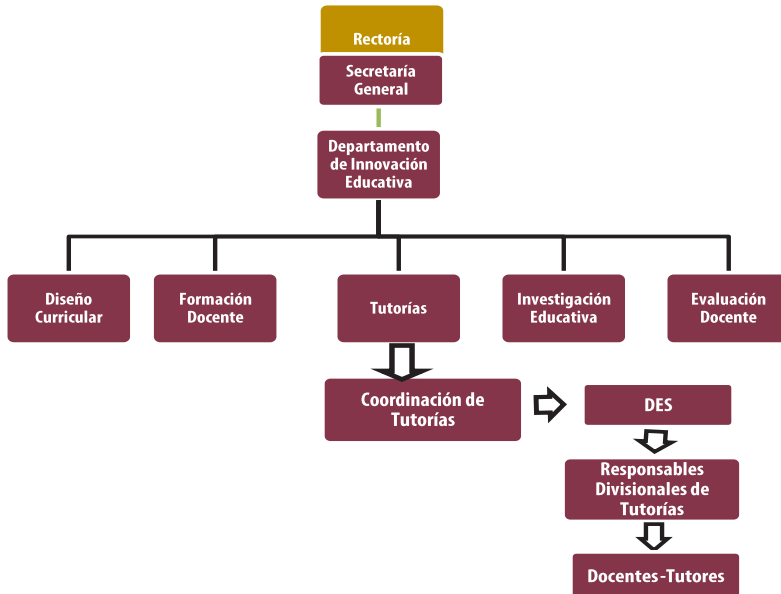 Rectoría
Secretaría
General
Departamento
de Innovación
Educativa
Diseño
Curricular
Formación
Docente
Tutorías
Investigación
Educativa
Evaluación
Docente
Coordinación de
Tutorías
DES
Responsables
Divisionales de
Tutorías
Docentes-Tutores